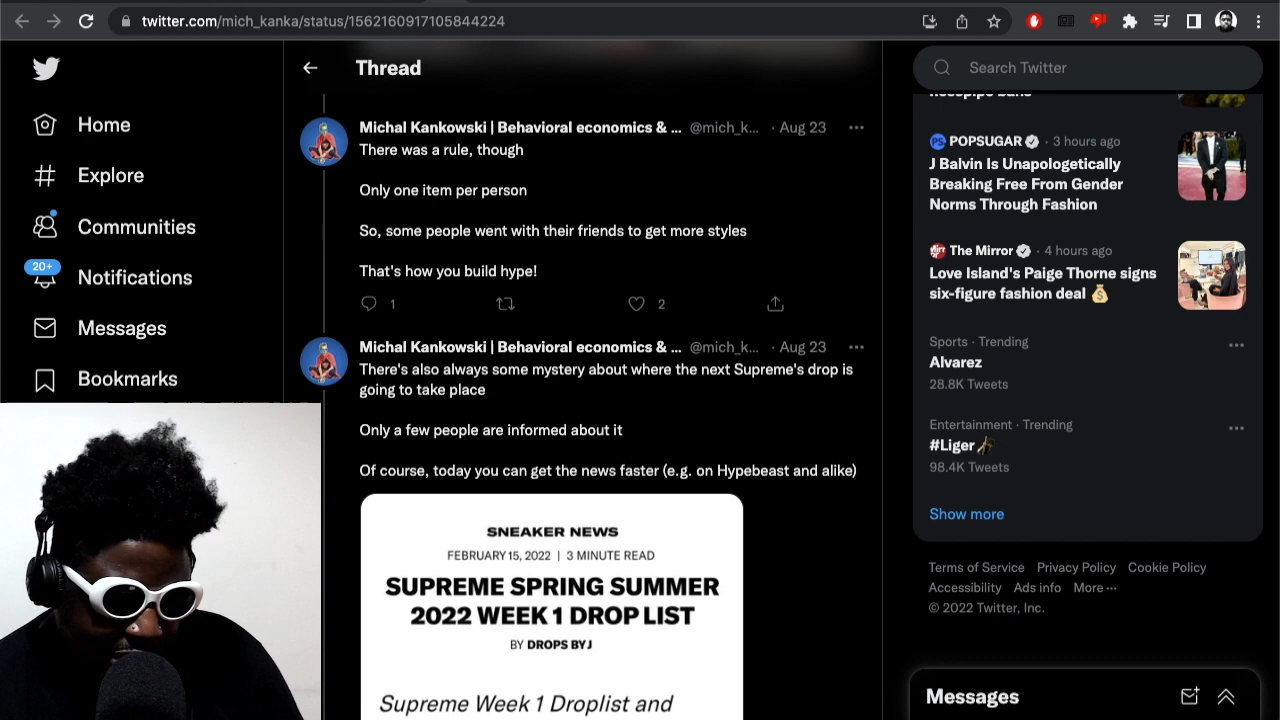 twitter.com/mich_kanka/status/1562160917105844224
Home
Explore
Communities
20+
Notifications
Messages
Bookmarks
Thread
Michal Kankowski | Behavioral economics & ... @mich_k... · Aug 23
There was a rule, though
Only one item per person
So, some people went with their friends to get more styles
That's how you build hype!
1
2
Michal Kankowski | Behavioral economics & ... @mich_k... · Aug 23
There's also always some mystery about where the next Supreme's drop is
going to take place
Only a few people are informed about it
Of course, today you can get the news faster (e.g. on Hypebeast and alike)
SNEAKER NEWS
FEBRUARY 15, 2022 | 3 MINUTE READ
SUPREME SPRING SUMMER
2022 WEEK 1 DROP LIST
BY DROPS BY J
Supreme Week 1 Droplist and
Search Twitter
POPSUGAR · 3 hours ago
J Balvin Is Unapologetically
Breaking Free From Gender
Norms Through Fashion
The Mirror · 4 hours ago
Love Island's Paige Thorne signs
six-figure fashion deal 💰
Sports · Trending
Alvarez
28.8K Tweets
Entertainment · Trending
#Liger
98.4K Tweets
Show more
Terms of Service Privacy Policy Cookie Policy
Accessibility Ads info More ···
© 2022 Twitter, Inc.
Messages